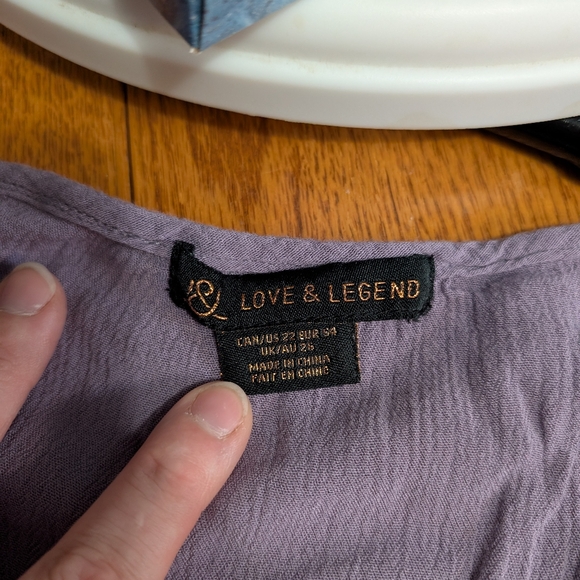 & LOVE & LEGEND
CAN/US 22 EUR 54
UK/AU 26
MADE IN CHINA
FAIT EN CHINE